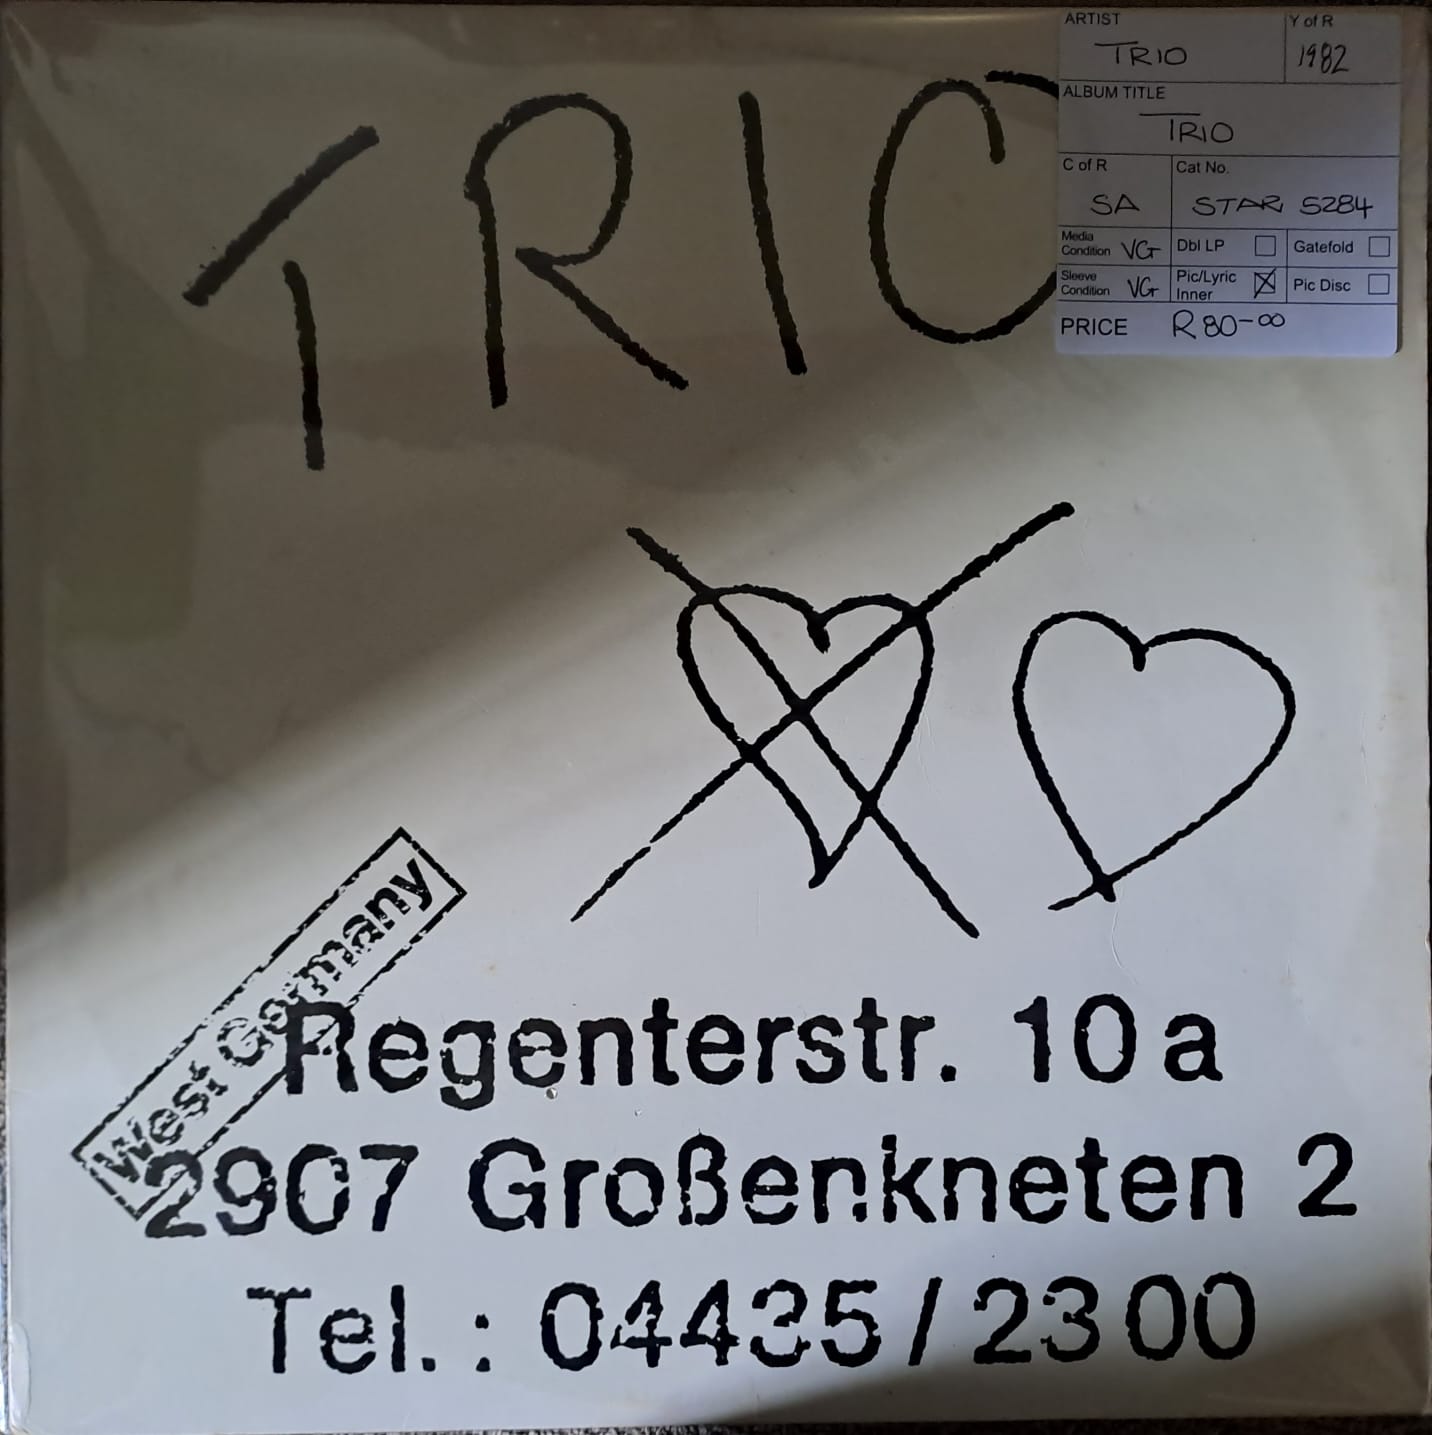 TRIO
ARTIST
TRIO
Y of R
1982
ALBUM TITLE
TRIO
C of R
SA
Cat No.
STAR 5284
Media Condition VG
Dbl LP
Gatefold
Sleeve Condition VG
Pic/Lyric Inner
Pic Disc
PRICE R80-00
West Germany
Regenterstr. 10a
2907 Großenkneten 2
Tel.: 04435/2300